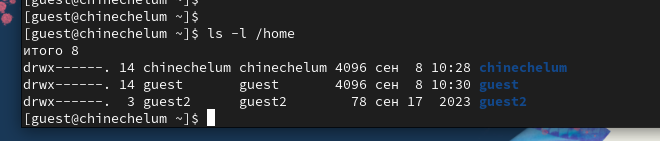 [guest@chinechelum ~]$
[guest@chinechelum ~]$
[guest@chinechelum ~]$ ls -l /home
итого 8
drwx------. 14 chinechelum chinechelum 4096 сен  8 10:28 chinechelum
drwx------. 14 guest       guest       4096 сен  8 10:30 guest
drwx------.  3 guest2      guest2        78 сен 17  2023 guest2
[guest@chinechelum ~]$